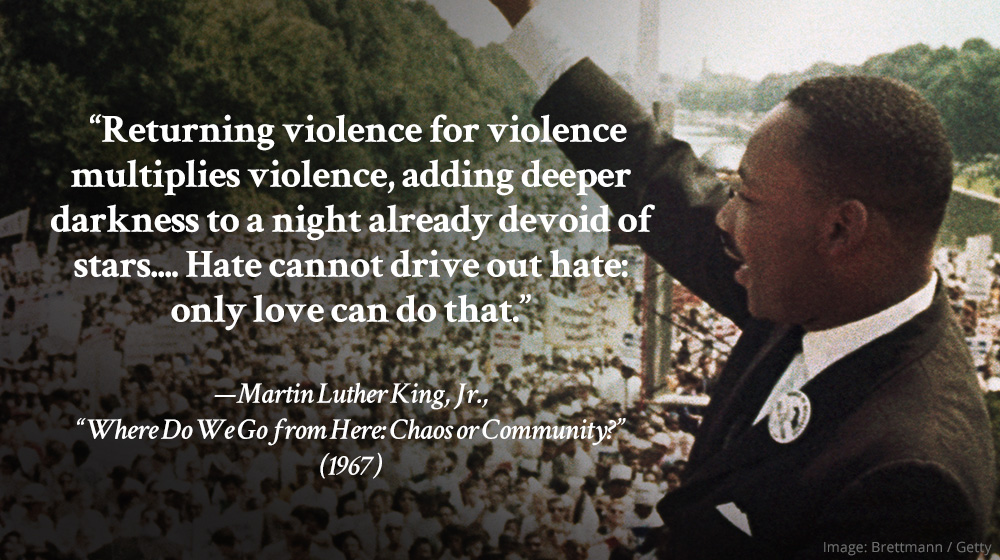 “Returning violence for violence
multiplies violence, adding deeper
darkness to a night already devoid of
stars.... Hate cannot drive out hate:
only love can do that.”
—Martin Luther King, Jr.,
“Where Do We Go from Here: Chaos or Community?”
(1967)
Image: Brettmann / Getty